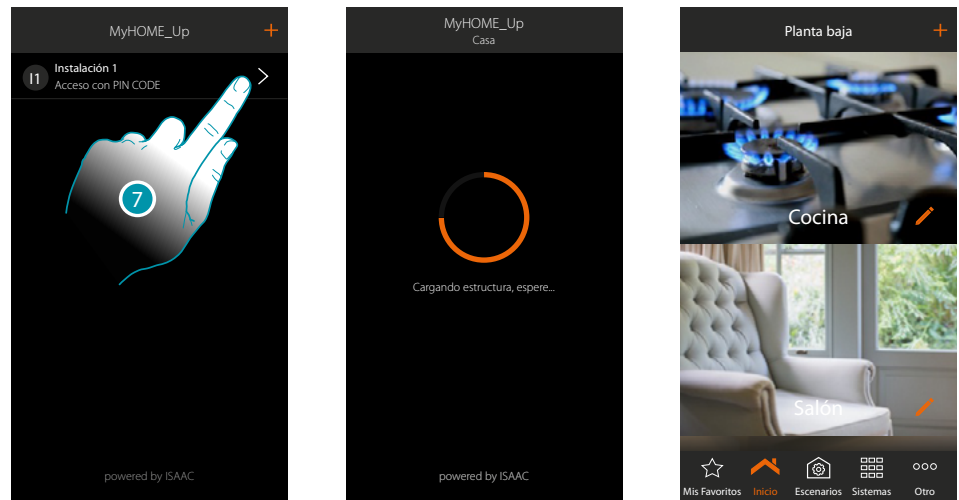 MyHOME_Up
+
I1
Instalación 1
Acceso con PIN CODE
7
powered by ISAAC
MyHOME_Up
Casa
Cargando estructura, espere...
powered by ISAAC
Planta baja
+
Cocina
Salón
Mis Favoritos
Inicio
Escenarios
Sistemas
Otro